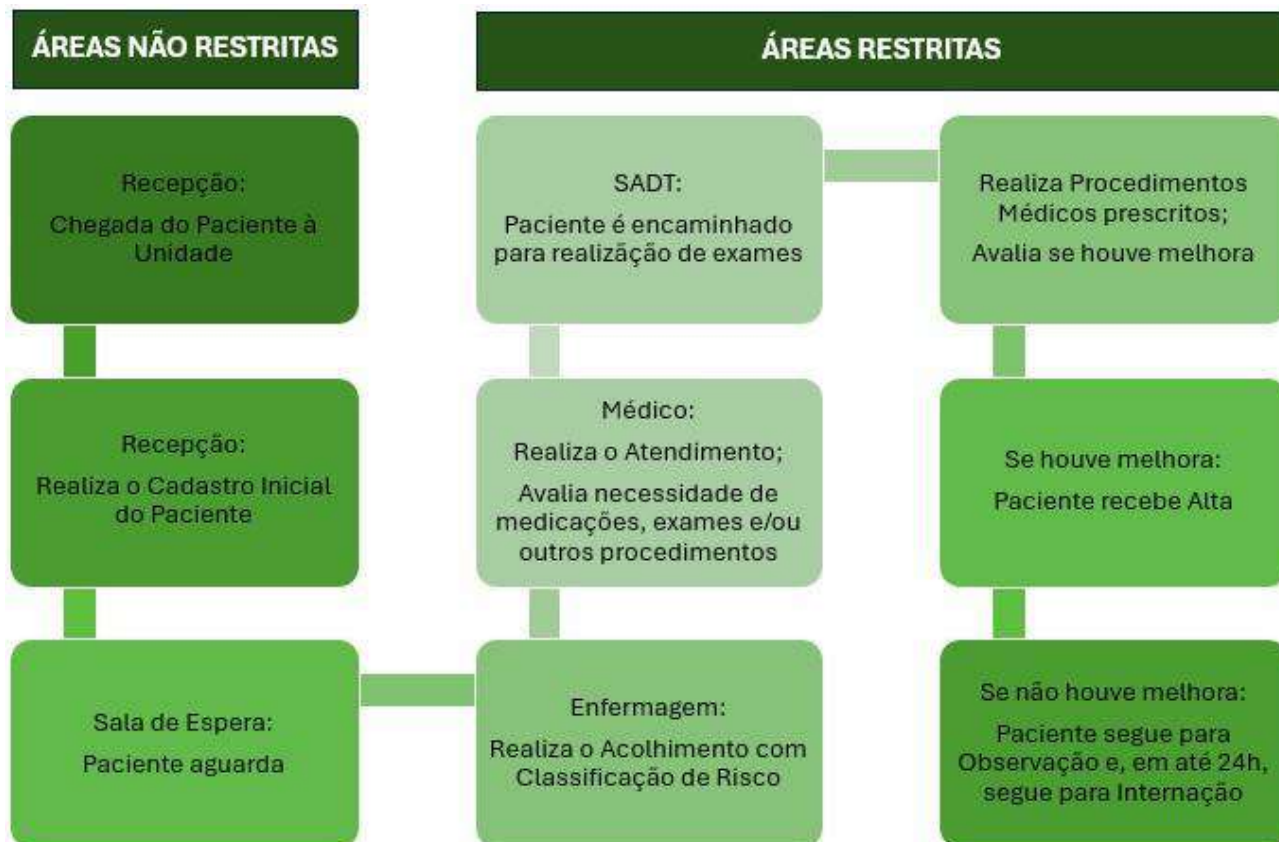 ÁREAS NÃO RESTRITAS
ÁREAS RESTRITAS
Recepção:
Chegada do Paciente à
Unidade
Recepção:
Realiza o Cadastro Inicial
do Paciente
Sala de Espera:
Paciente aguarda
Enfermagem:
Realiza o Acolhimento com
Classificação de Risco
Médico:
Realiza o Atendimento;
Avalia necessidade de
medicações, exames e/ou
outros procedimentos
SADT:
Paciente é encaminhado
para realizãção de exames
Realiza Procedimentos
Médicos prescritos;
Avalia se houve melhora
Se houve melhora:
Paciente recebe Alta
Se não houve melhora:
Paciente segue para
Observação e, em até 24h,
segue para Internação